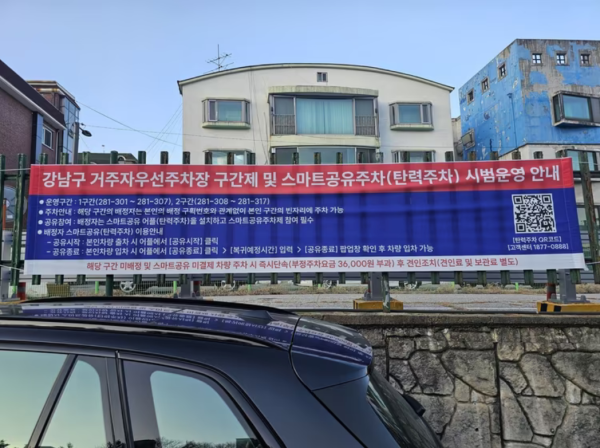 강남구 거주자우선주차장 구간제 및 스마트공유주차(탄력주차) 시범운영 안내
● 운영구간 : 1구간(281-301 ~ 281-307), 2구간(281-308 ~ 281-317)
● 주차안내 : 해당 구간의 배정자는 본인의 배정 구획번호와 관계없이 본인 구간의 빈자리에 주차 가능
● 공유참여 : 배정자는 스마트공유 어플(탄력주차)를 설치하고 스마트공유주차제 참여 필수
● 배정자 스마트공유(탄력주차) 이용안내
- 공유시작 : 본인차량 출차 시 어플에서 [공유시작] 클릭
- 공유종료 : 본인차량 입차 시 어플에서 [공유종료] 클릭 > [복귀예정시간] 입력 > [공유종료] 팝업창 확인 후 차량 입차 가능
[탄력주차 QR코드]
[고객센터 1877-0886]
해당 구간 미배정 및 스마트공유 미결제 차량 주차 시 즉시단속(부정주차요금 36,000원 부과) 후 견인조치(견인료 및 보관료 별도)